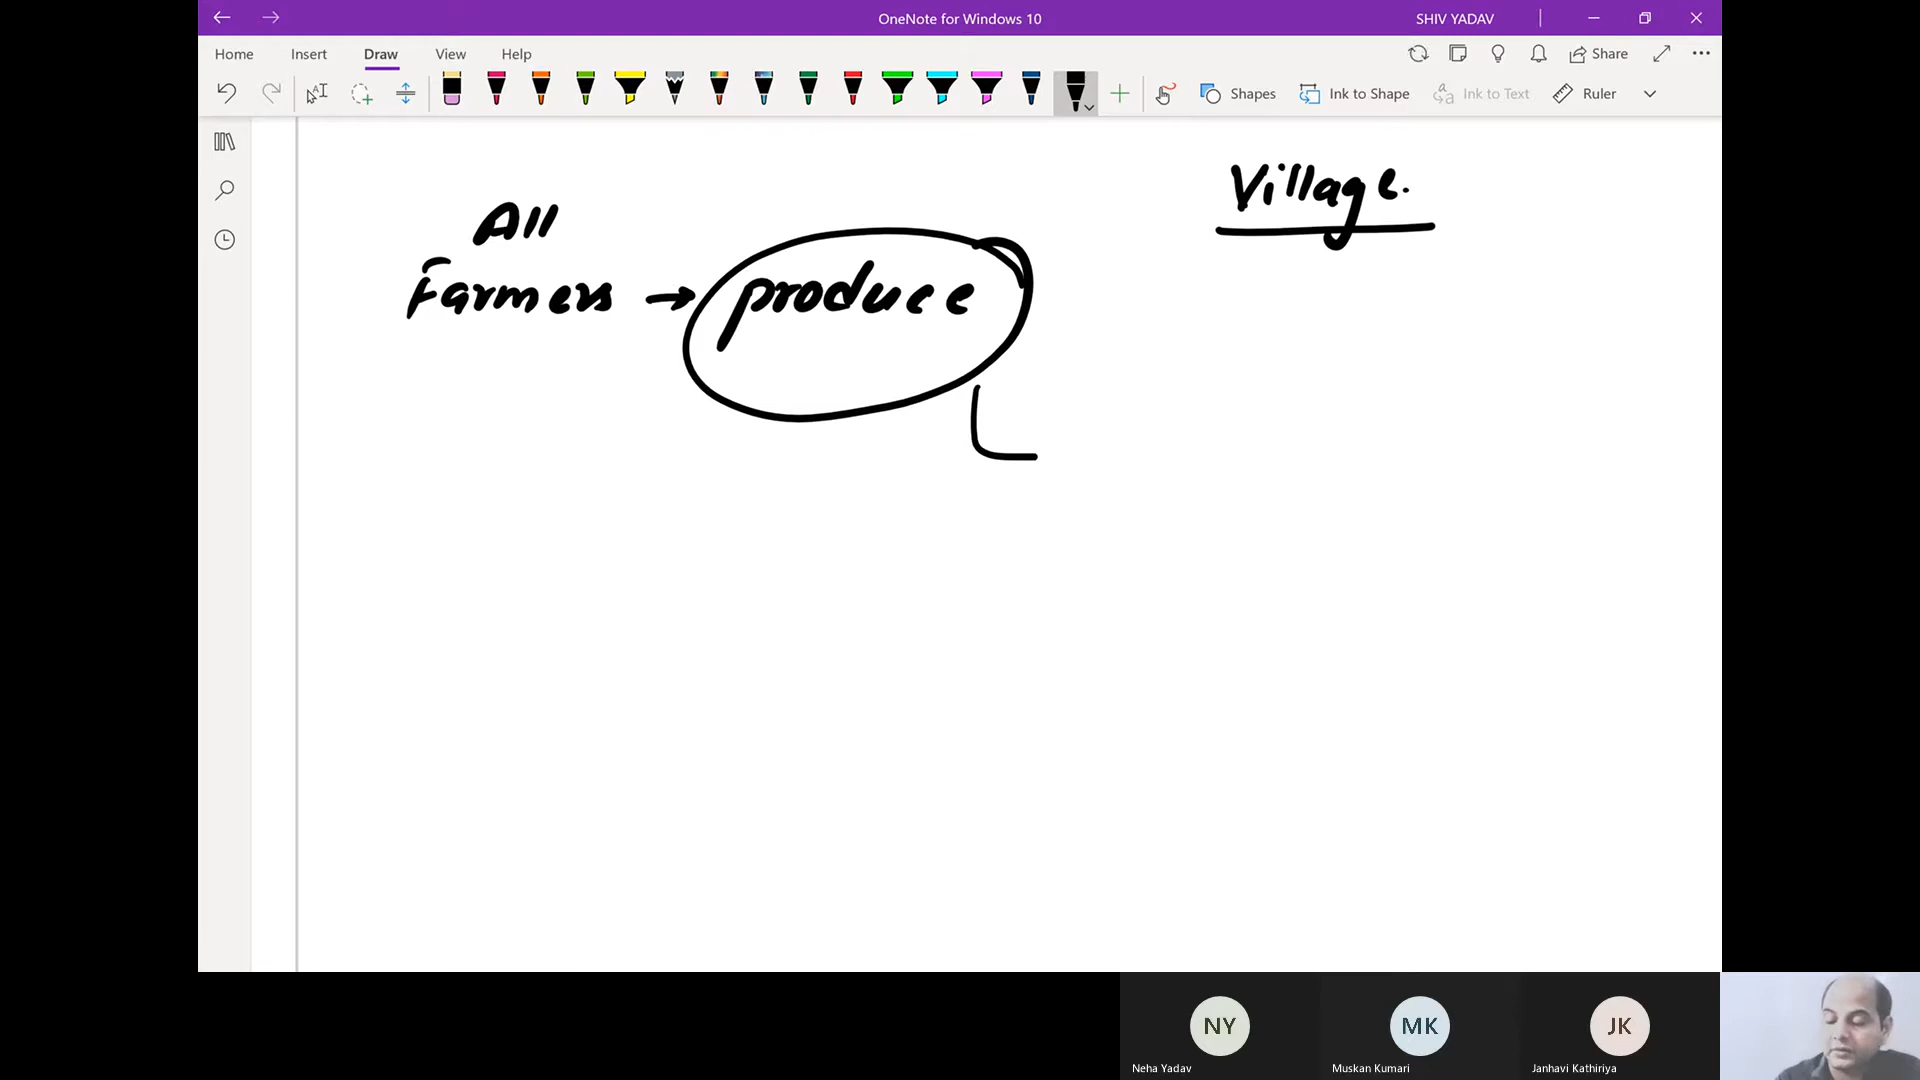 OneNote for Windows 10
SHIV YADAV
Home Insert Draw View Help
Share
Shapes Ink to Shape Ink to Text Ruler
Village.
All
Farmers → produce
NY MK JK
Neha Yadav Muskan Kumari Janhavi Kathiriya